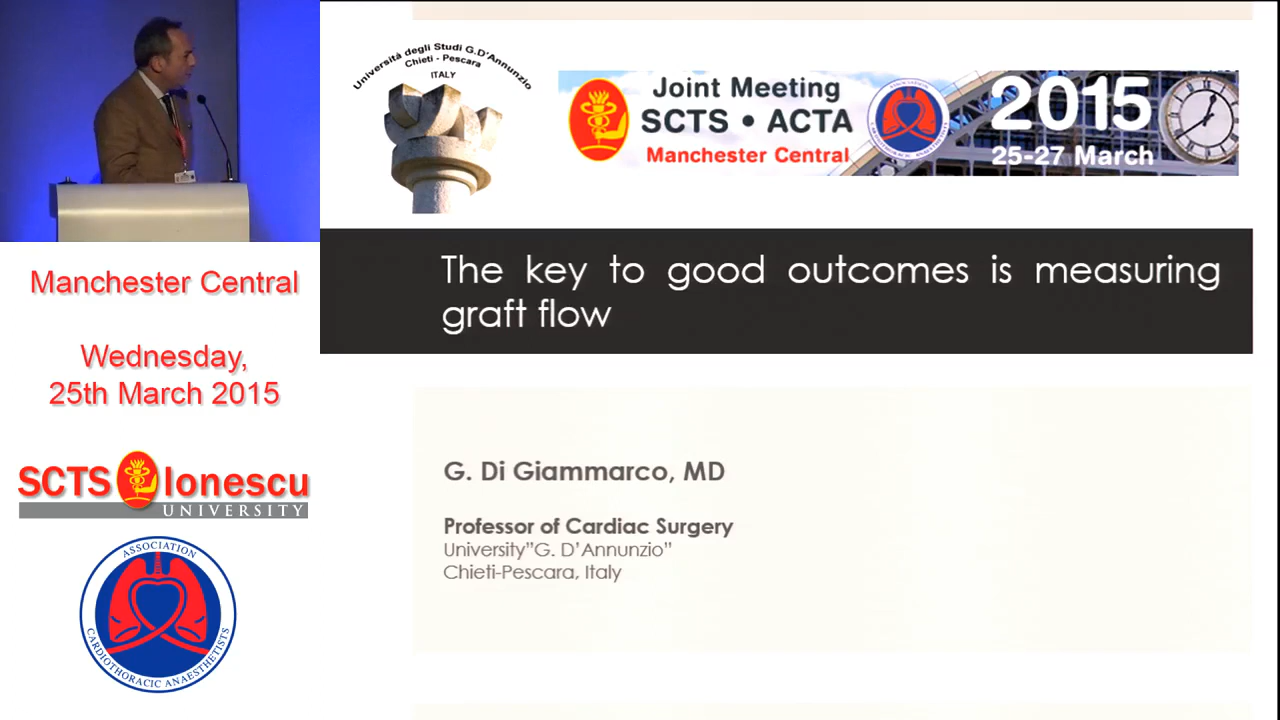 Università degli Studi G.D'Annunzio
Chieti - Pescara
ITALY
Joint Meeting
SCTS • ACTA
Manchester Central
2015
25-27 March
The key to good outcomes is measuring
graft flow
G. Di Giammarco, MD
Professor of Cardiac Surgery
University"G. D'Annunzio"
Chieti-Pescara, Italy
Manchester Central
Wednesday,
25th March 2015
SCTS Ionescu
UNIVERSITY
ASSOCIATION
CARDIOTHORACIC ANAESTHETISTS